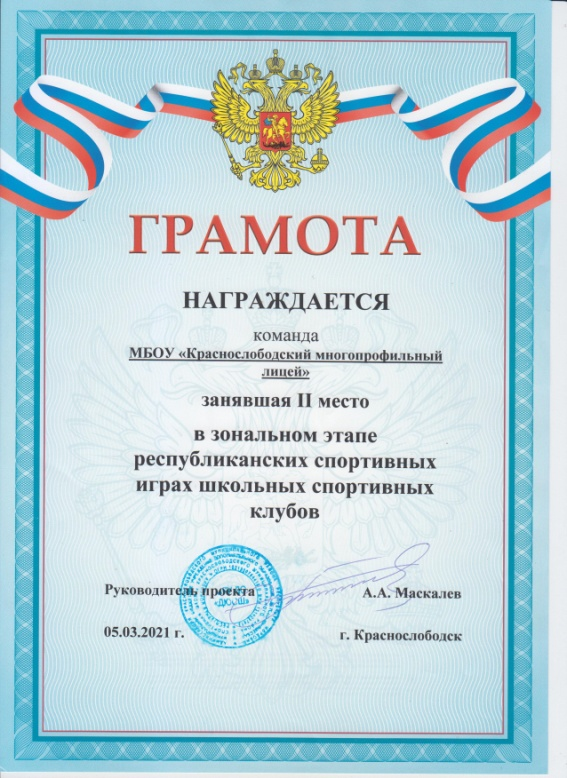 ГРАМОТА
НАГРАЖДАЕТСЯ
команда
МБОУ «Краснослободский многопрофильный
лицей»
занявшая II место
в зональном этапе
республиканских спортивных
играх школьных спортивных
клубов
Руководитель проекта А.А. Маскалев
«ДЮСШ»
05.03.2021 г. г. Краснослободск